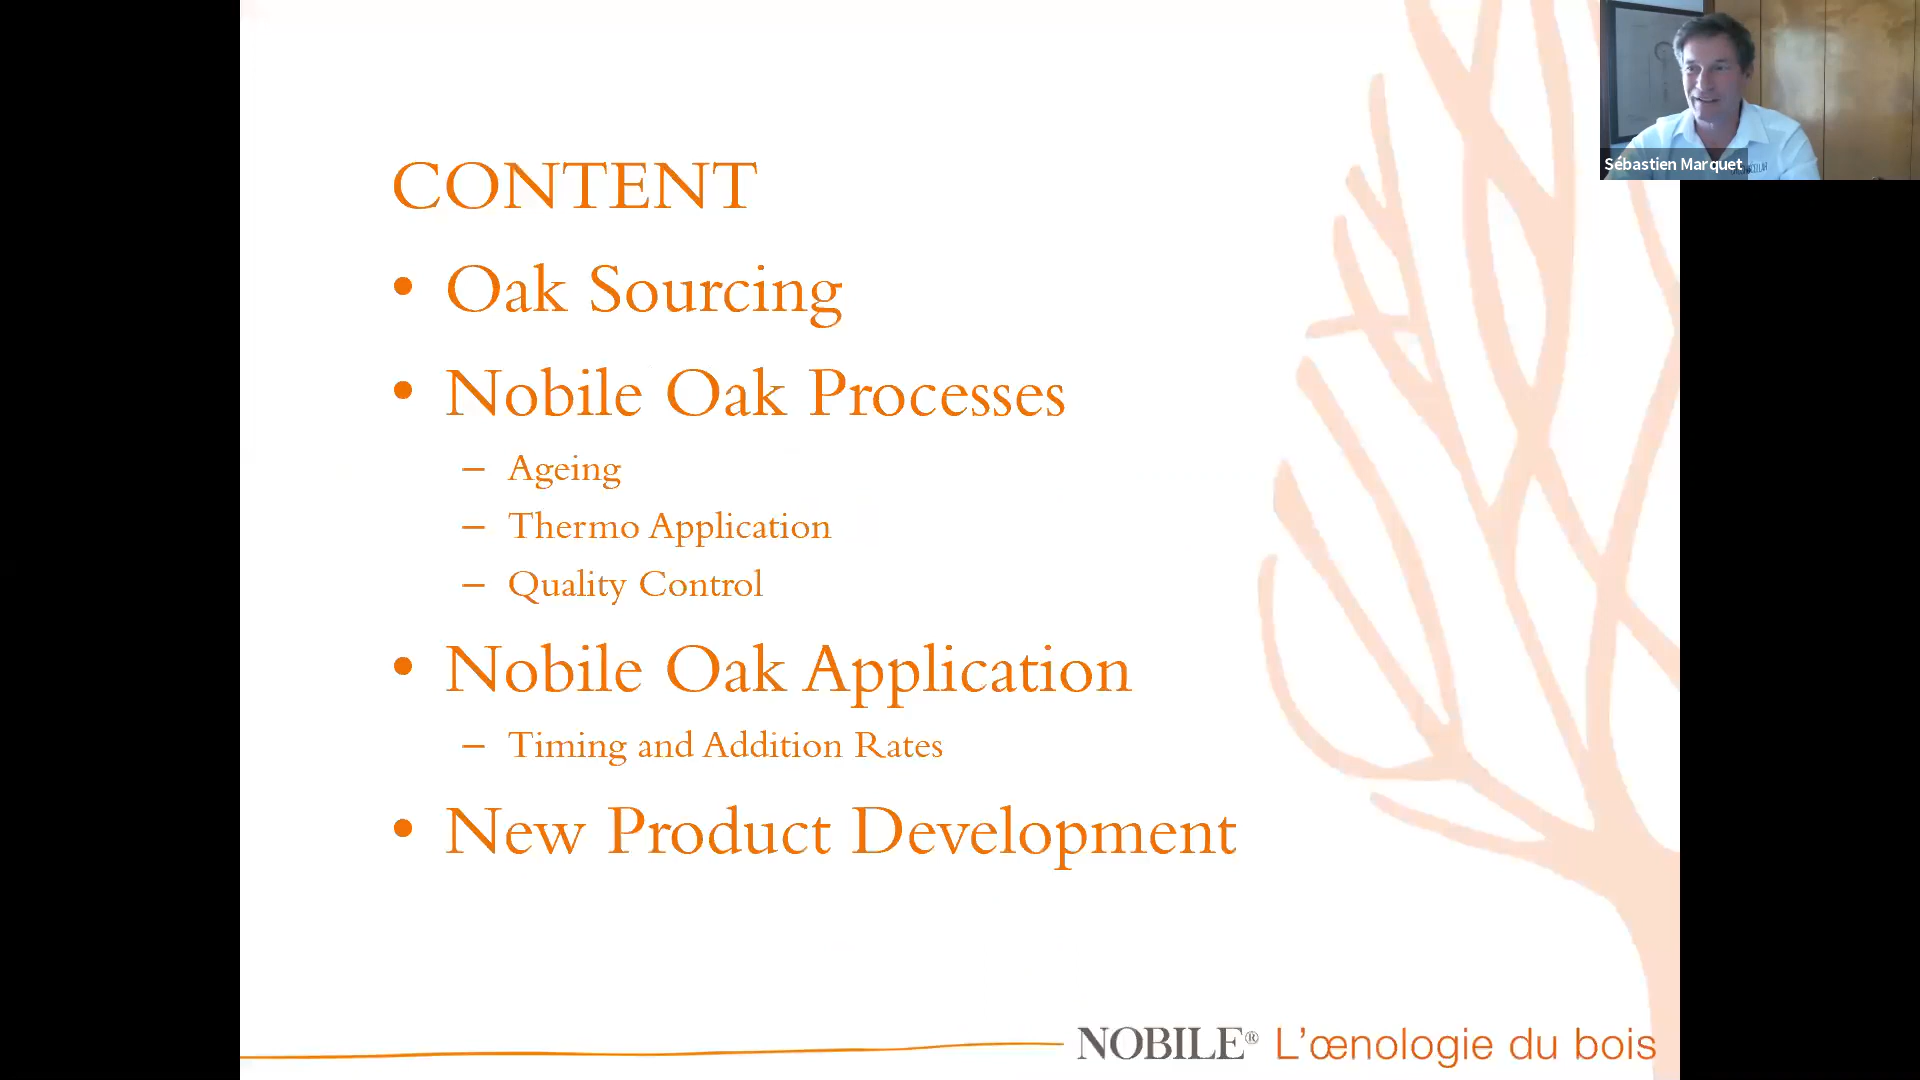 CONTENT
• Oak Sourcing
• Nobile Oak Processes
– Ageing
– Thermo Application
– Quality Control
• Nobile Oak Application
– Timing and Addition Rates
• New Product Development
NOBILE® L'œnologie du bois
Sébastien Marquet